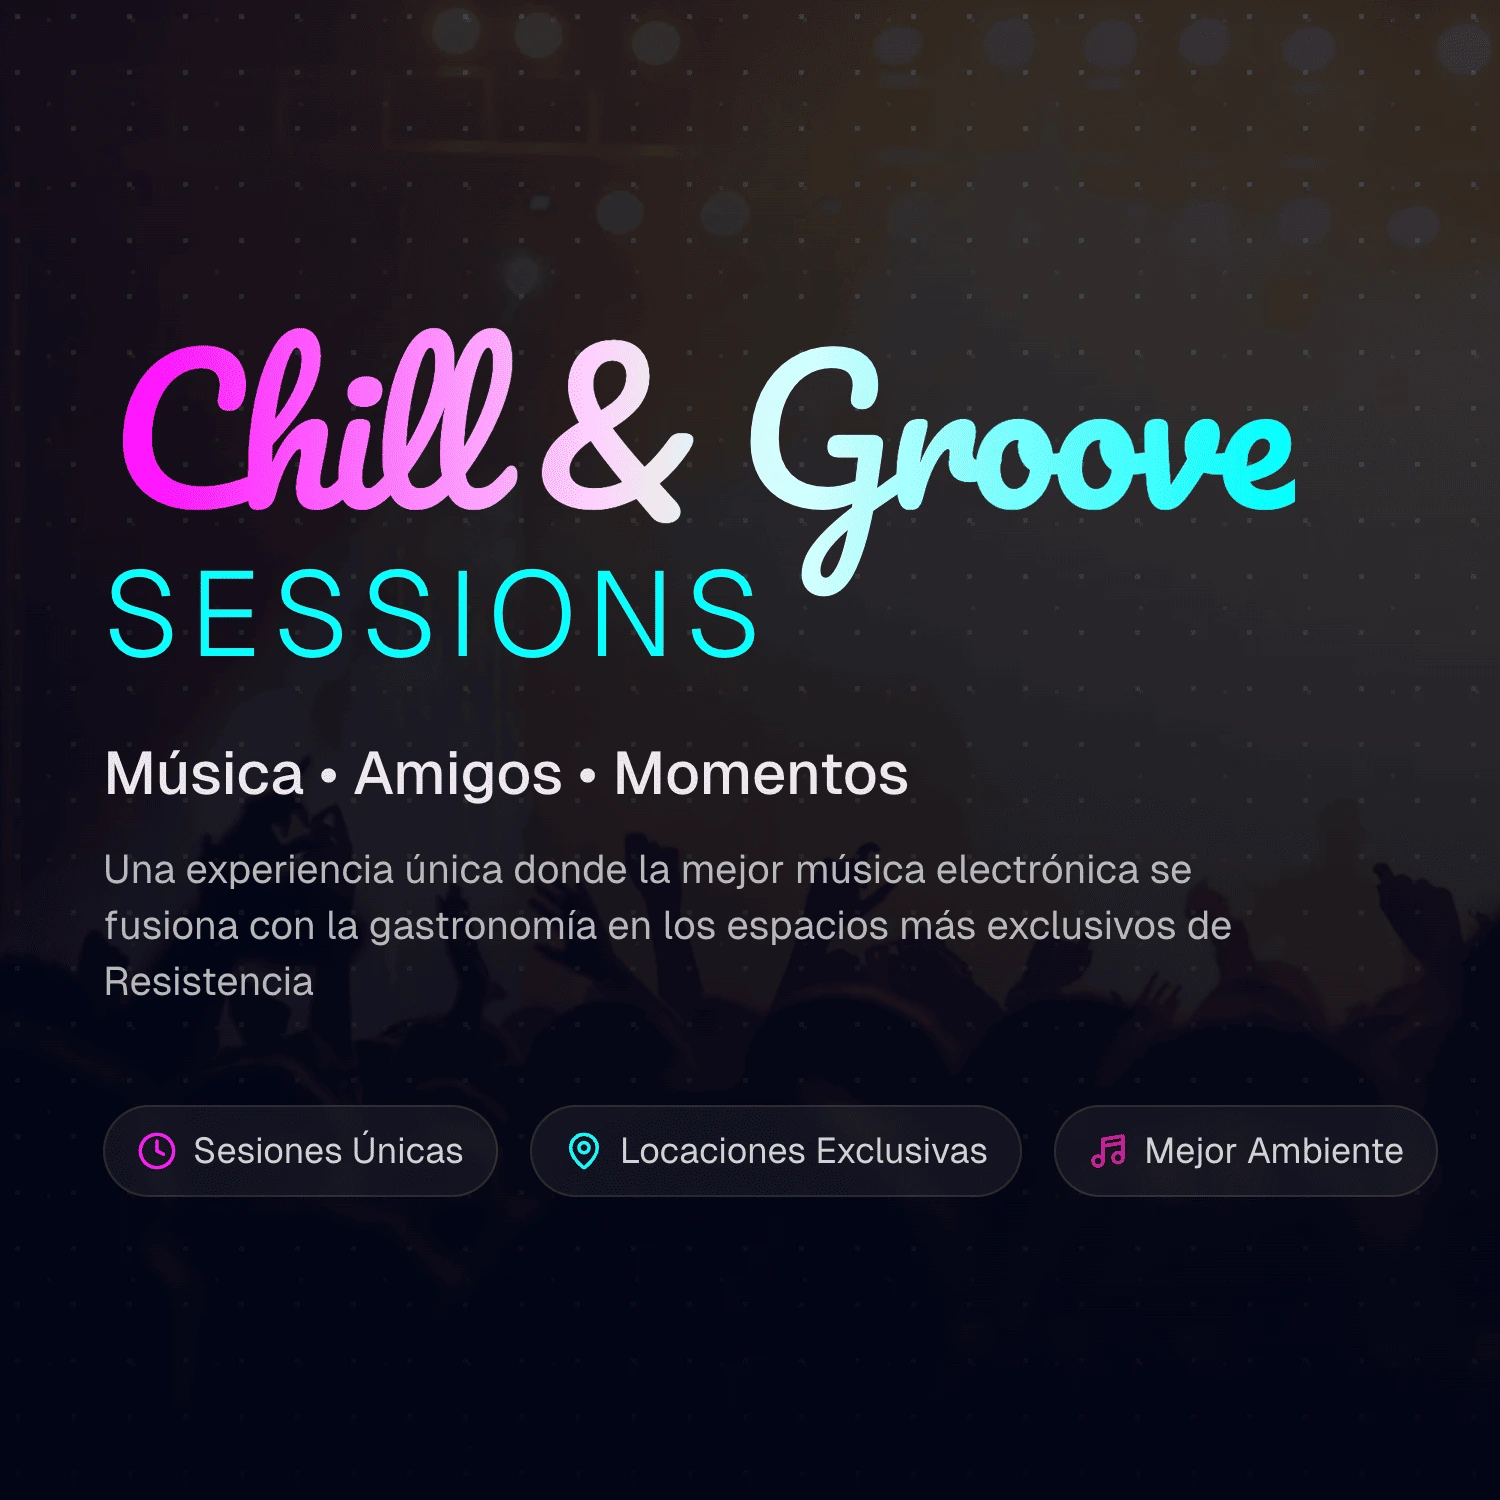 Chill & Groove
SESSIONS
Música • Amigos • Momentos
Una experiencia única donde la mejor música electrónica se
fusiona con la gastronomía en los espacios más exclusivos de
Resistencia
Sesiones Únicas
Locaciones Exclusivas
Mejor Ambiente